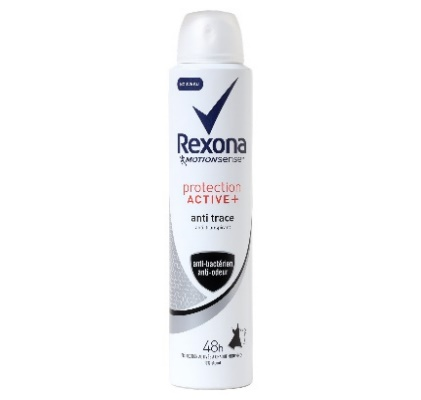 Rexona
MOTIONSENSE
protection
ACTIVE+
anti trace
anti-bactérien
anti-odeur
48h